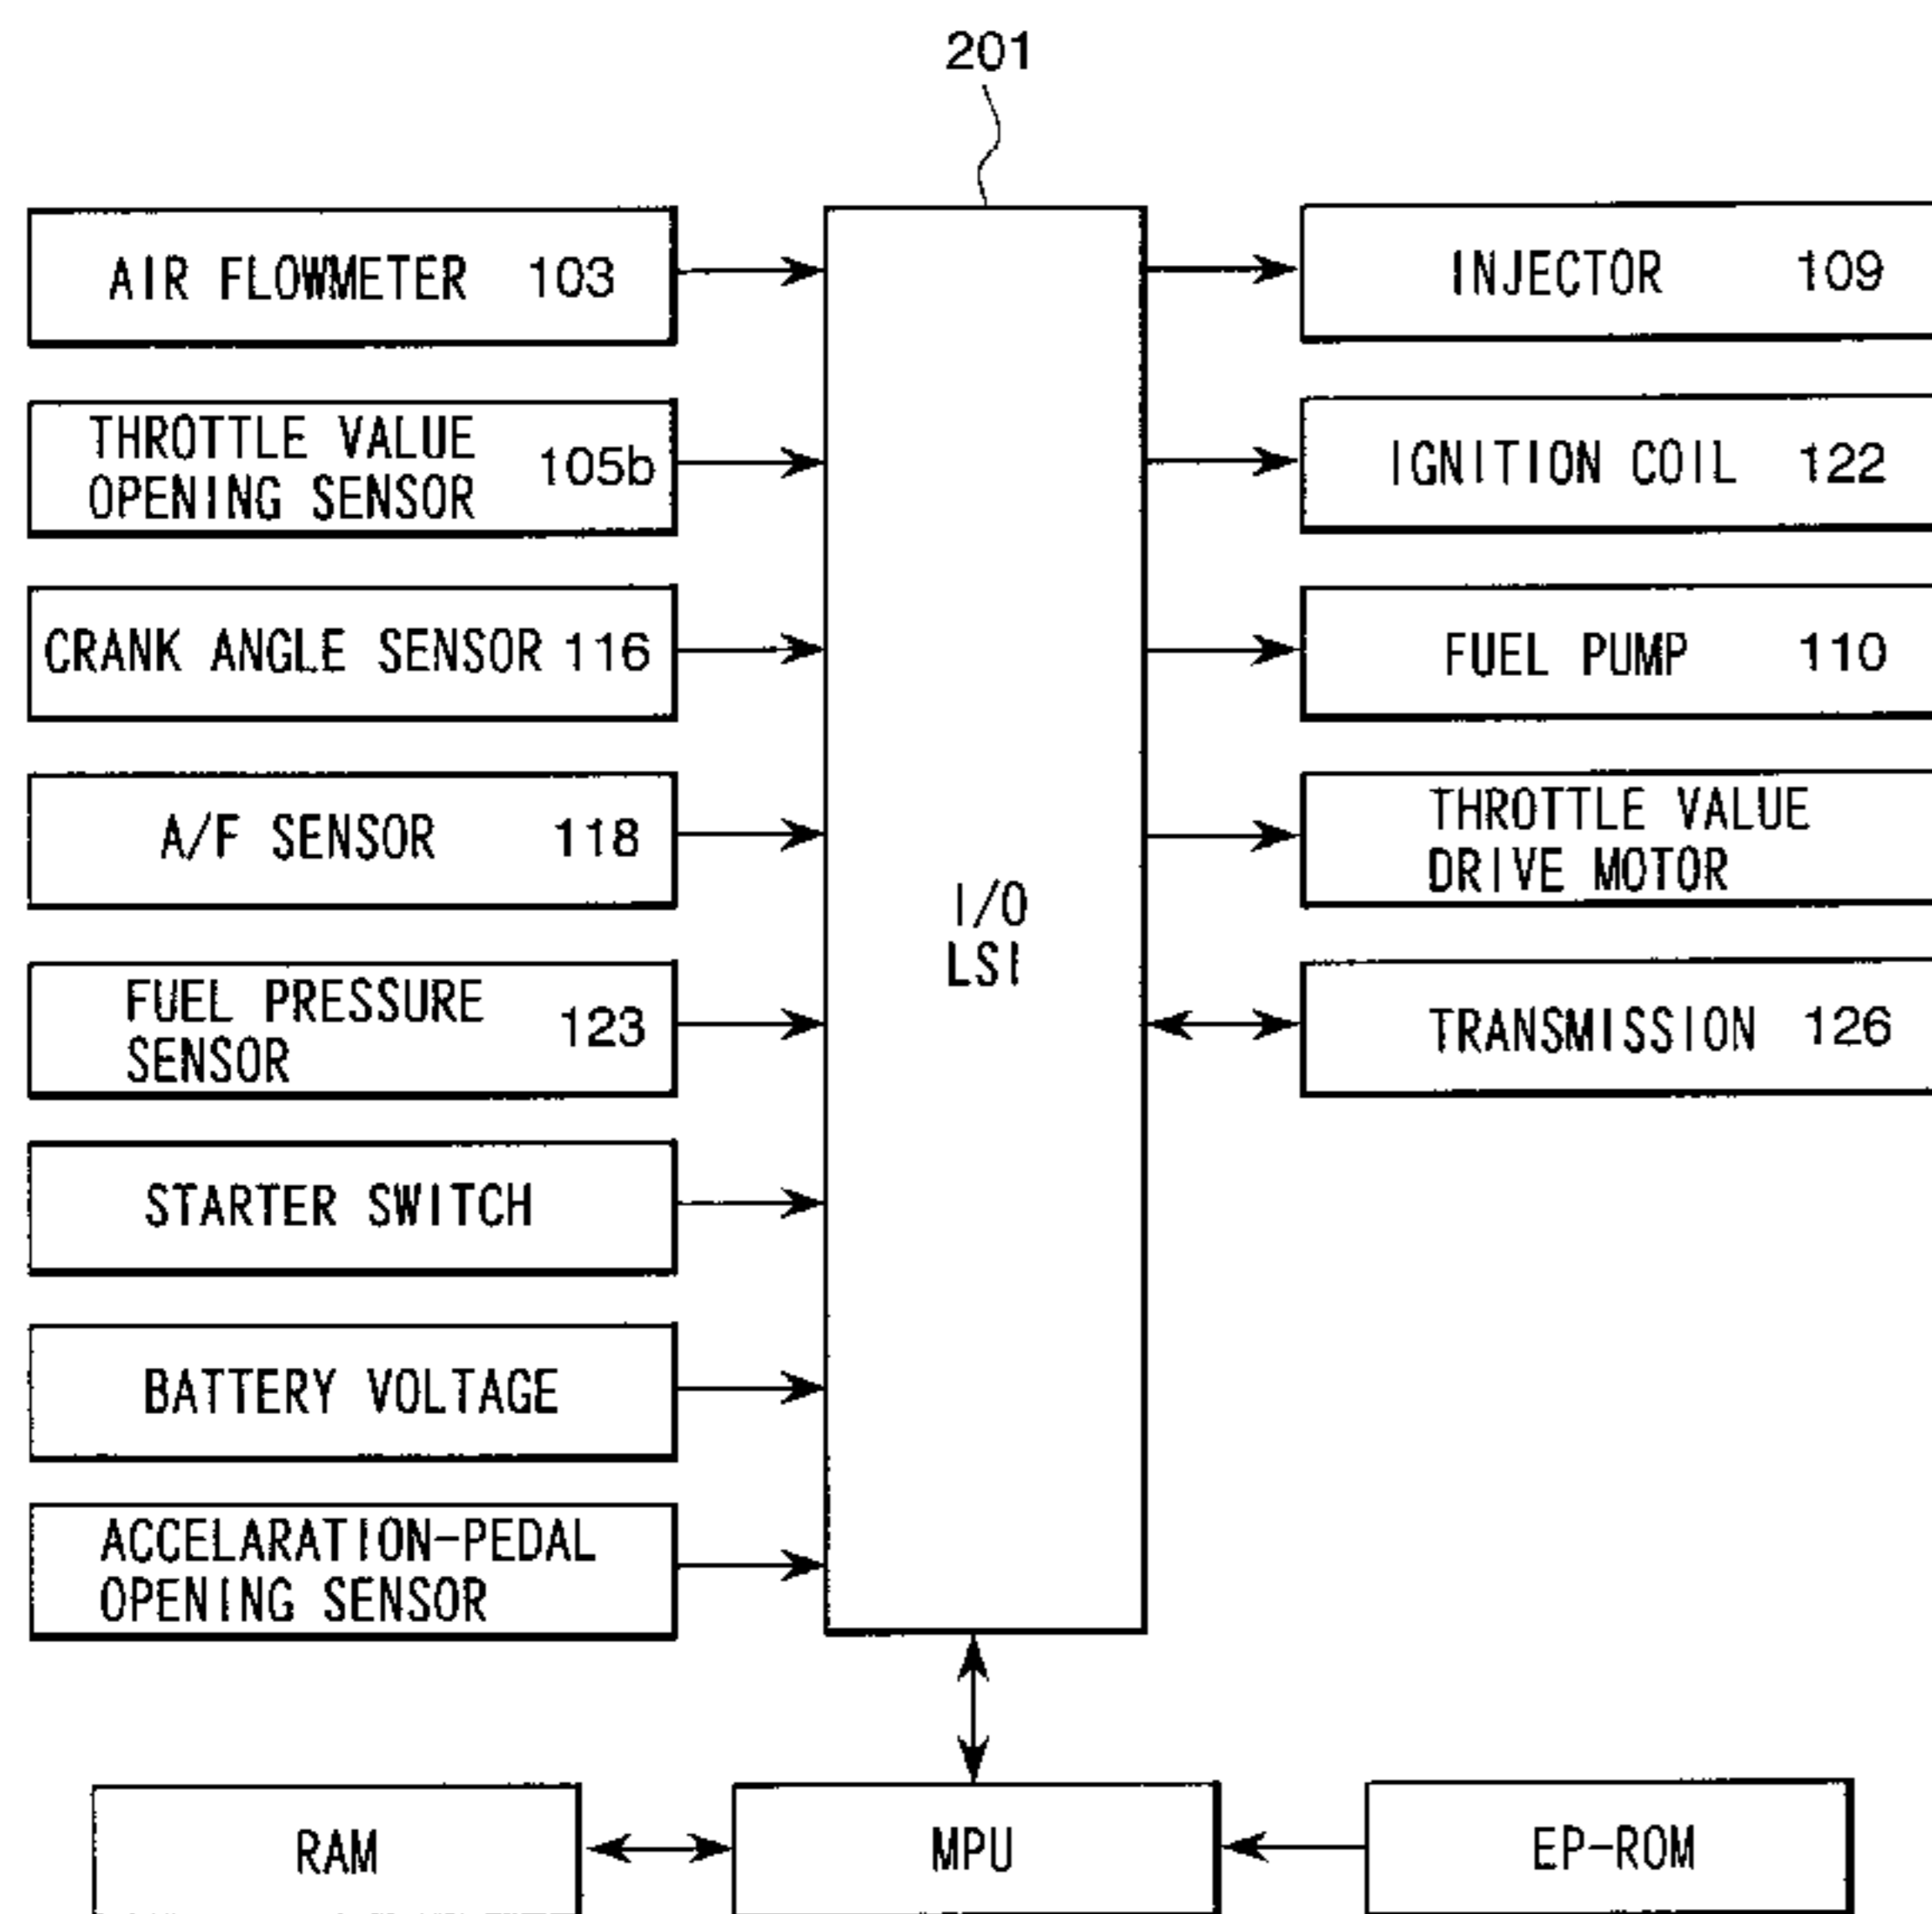 201
AIR FLOWMETER 103
THROTTLE VALUE
OPENING SENSOR 105b
CRANK ANGLE SENSOR 116
A/F SENSOR 118
FUEL PRESSURE
SENSOR 123
STARTER SWITCH
BATTERY VOLTAGE
ACCELARATION-PEDAL
OPENING SENSOR
I/O
LSI
INJECTOR 109
IGNITION COIL 122
FUEL PUMP 110
THROTTLE VALUE
DRIVE MOTOR
TRANSMISSION 126
RAM
MPU
EP-ROM